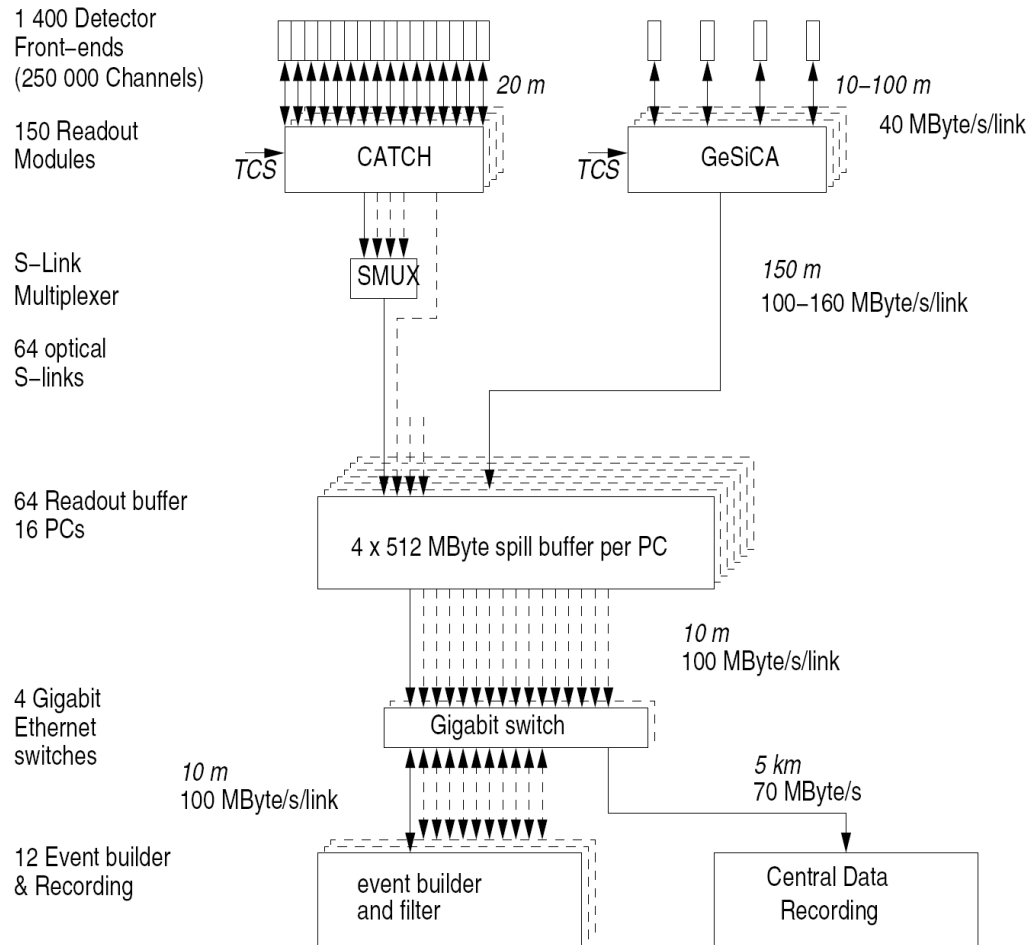 1 400 Detector
Front−ends
(250 000 Channels)
20 m
10−100 m
40 MByte/s/link
150 Readout
Modules
TCS
CATCH
TCS
GeSiCA
S−Link
Multiplexer
SMUX
150 m
100−160 MByte/s/link
64 optical
S−links
64 Readout buffer
16 PCs
4 x 512 MByte spill buffer per PC
10 m
100 MByte/s/link
4 Gigabit
Ethernet
switches
Gigabit switch
10 m
100 MByte/s/link
5 km
70 MByte/s
12 Event builder
& Recording
event builder
and filter
Central Data
Recording